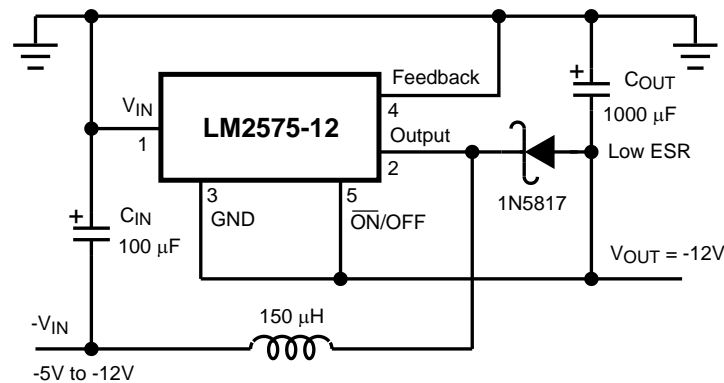 Feedback
+
COUT
VIN
1
LM2575-12
4
1000 μF
Output
2
Low ESR
1N5817
3
GND
5
ON/OFF
+
CIN
100 μF
VOUT = -12V
-VIN
150 μH
-5V to -12V